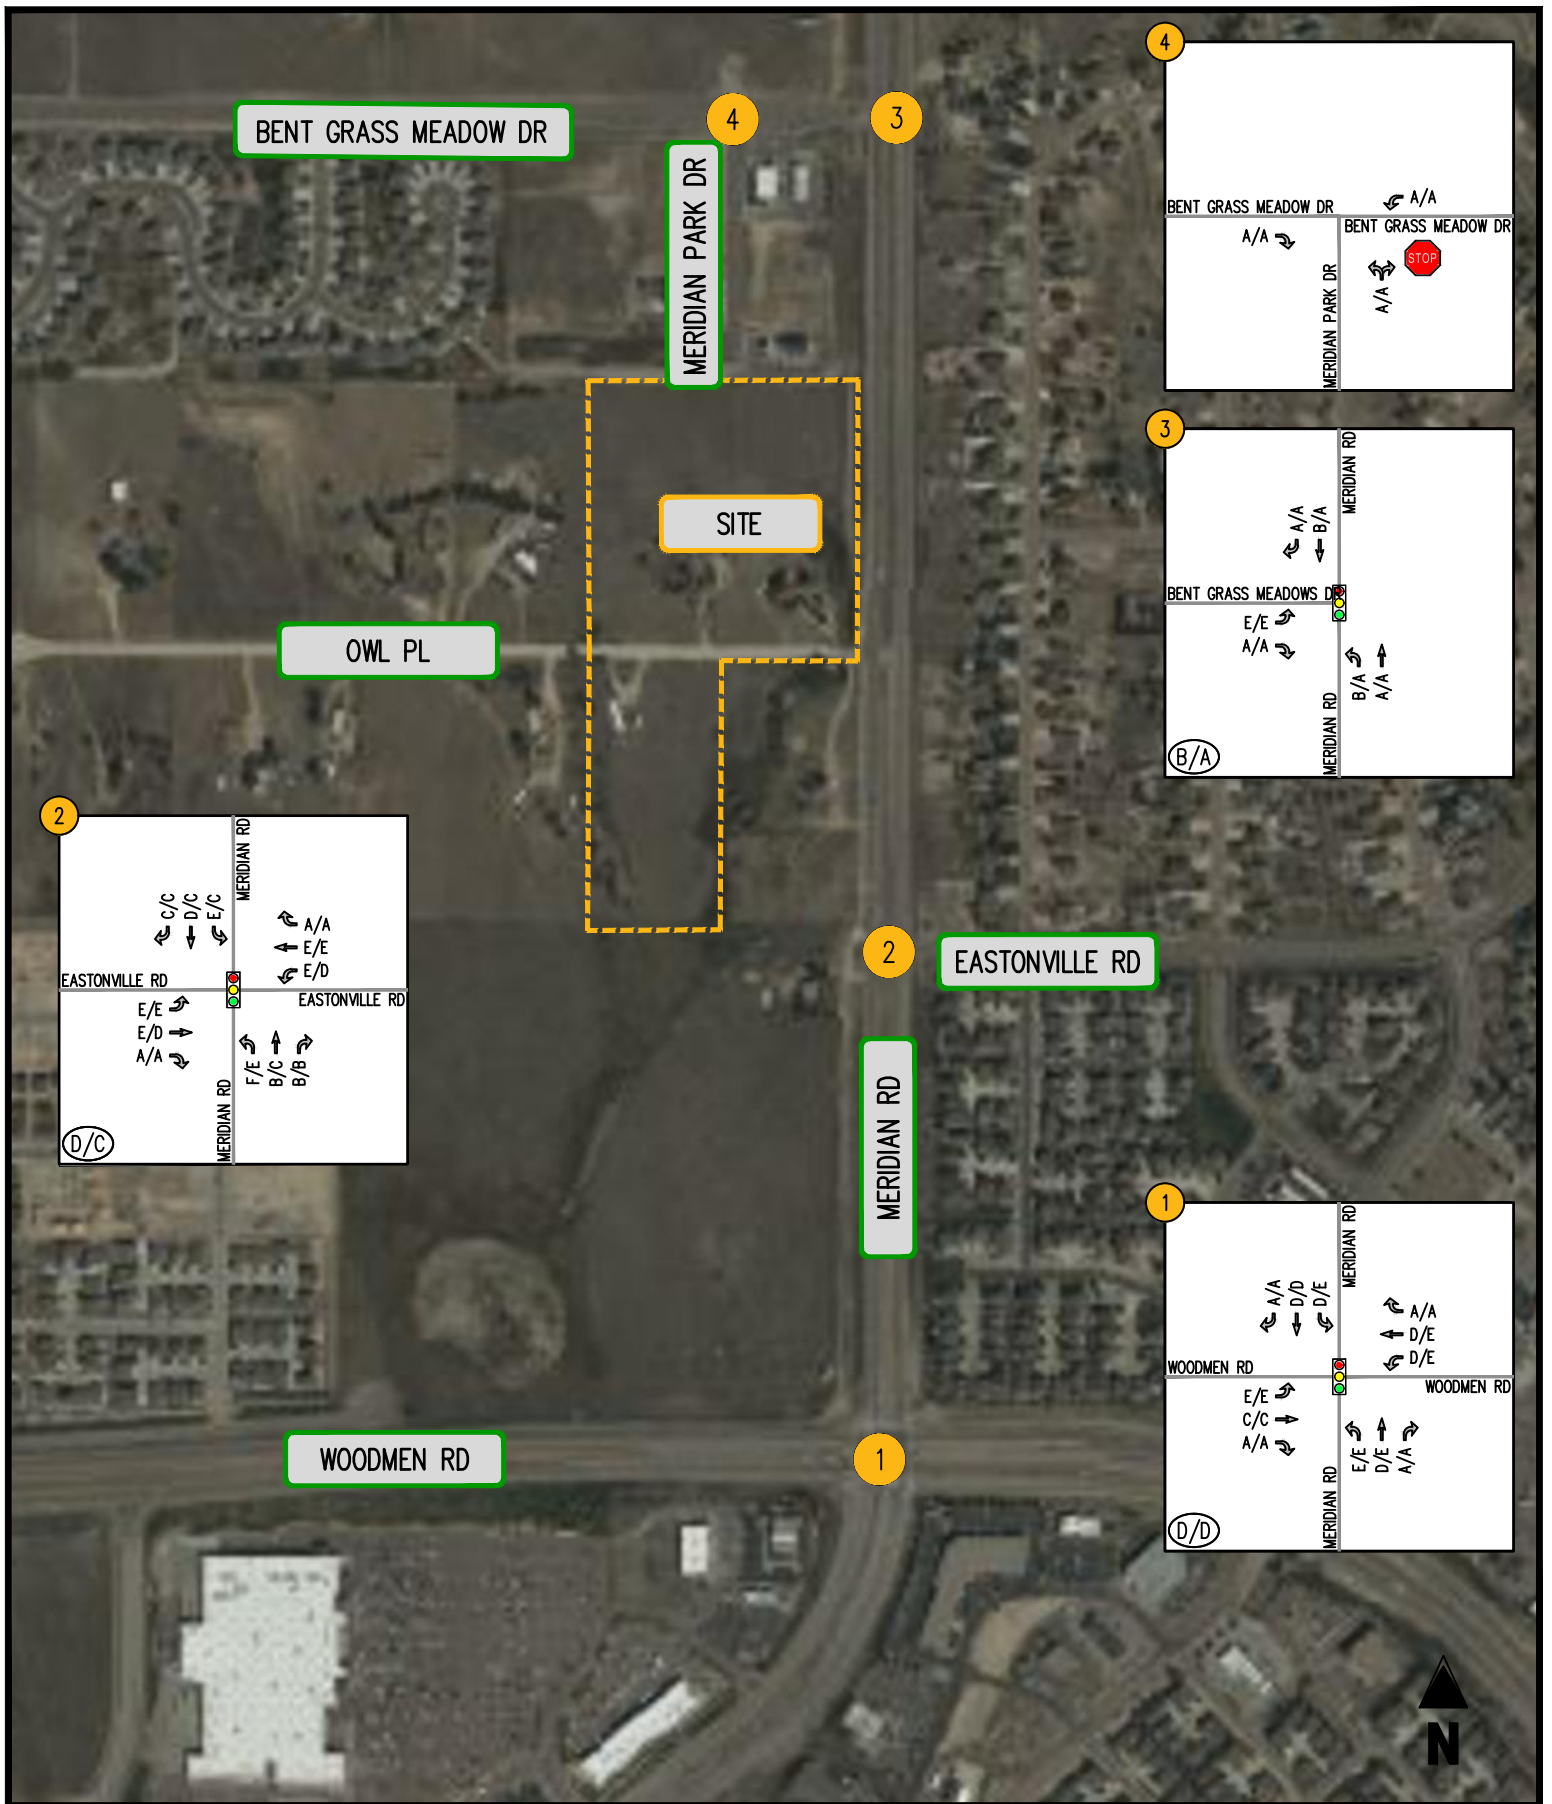 4
BENT GRASS MEADOW DR
4
3
MERIDIAN PARK DR
BENT GRASS MEADOW DR
A/A
BENT GRASS MEADOW DR
A/A
STOP
A/A
MERIDIAN PARK DR
3
MERIDIAN RD
A/A
B/A
BENT GRASS MEADOWS DR
E/E
A/A
B/A
A/A
MERIDIAN RD
B/A
SITE
OWL PL
2
MERIDIAN RD
C/C
D/C
E/C
A/A
E/E
E/D
EASTONVILLE RD
EASTONVILLE RD
E/E
E/D
A/A
F/E
B/C
B/B
MERIDIAN RD
D/C
2
EASTONVILLE RD
MERIDIAN RD
1
MERIDIAN RD
A/A
D/D
D/E
A/A
D/E
D/E
WOODMEN RD
WOODMEN RD
E/E
C/C
A/A
E/E
D/E
A/A
MERIDIAN RD
D/D
WOODMEN RD
1
N